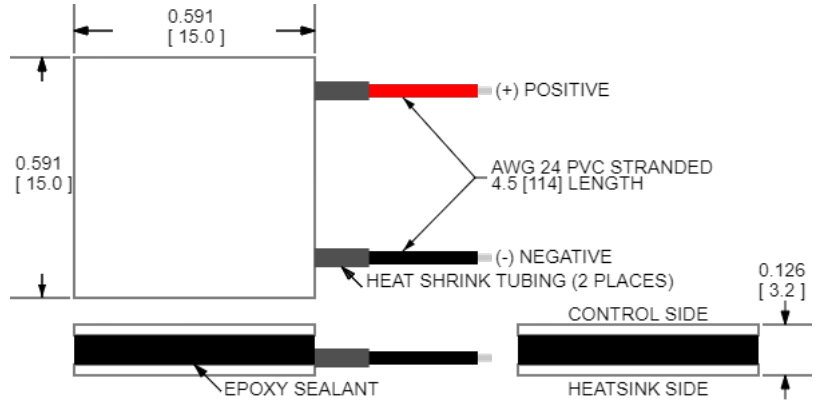 0.591
[ 15.0 ]
(+) POSITIVE
0.591
[ 15.0 ]
AWG 24 PVC STRANDED
4.5 [114] LENGTH
(-) NEGATIVE
HEAT SHRINK TUBING (2 PLACES)
0.126
[ 3.2 ]
CONTROL SIDE
EPOXY SEALANT
HEATSINK SIDE